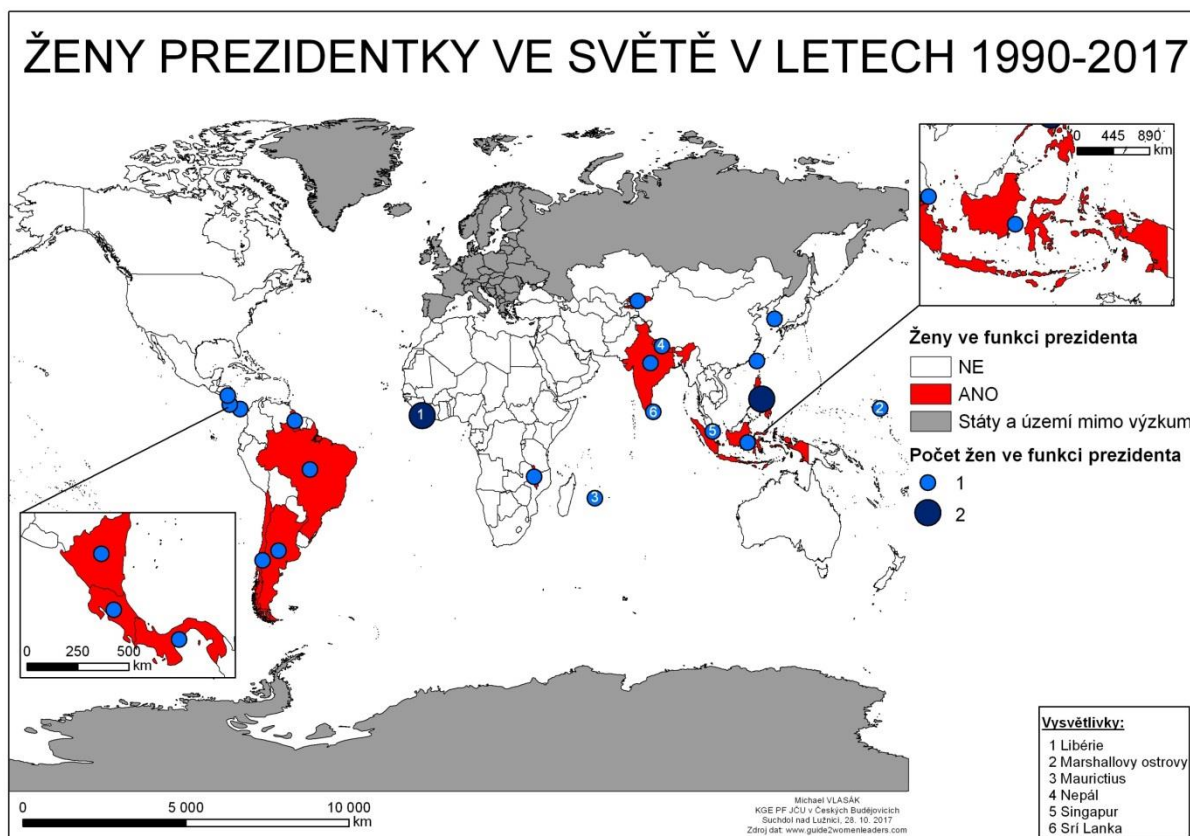 ŽENY PREZIDENTKY VE SVĚTĚ V LETECH 1990-2017
0 445 890
km
Ženy ve funkci prezidenta
NE
ANO
Státy a území mimo výzkum
Počet žen ve funkci prezidenta
1
2
4
1
6
2
5
3
0 250 500
km
0 5 000 10 000
km
Michael VLASÁK
KGE PF JČU v Českých Budějovicích
Suchdol nad Lužnicí, 28. 10. 2017
Zdroj dat: www.guide2womenleaders.com
Vysvětlivky:
1 Libérie
2 Marshallovy ostrovy
3 Maurictius
4 Nepál
5 Singapur
6 Srí Lanka